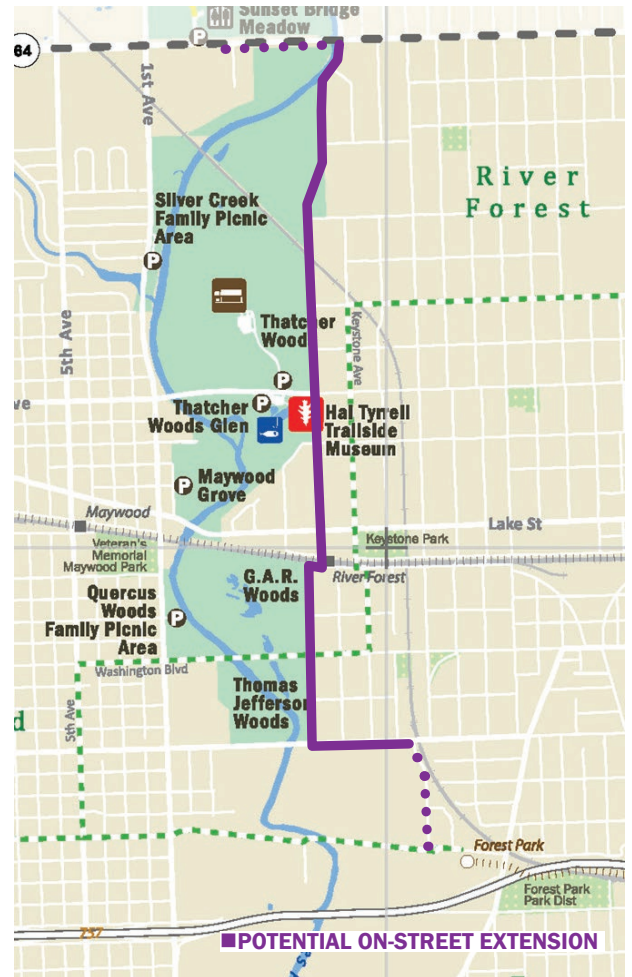 Sunset Bridge
Meadow
P
64
1st Ave
River
Forest
Silver Creek
Family Picnic
Area
P
5th Ave
Thatcher
Woods
Keystone Ave
P
ve
Thatcher
Woods Glen
P
Hal Tyrrell
Trailside
Museum
Maywood
Grove
P
Maywood
Lake St
Keystone Park
Veteran's
Memorial
Maywood Park
River Forest
G.A.R.
Woods
Quercus
Woods
Family Picnic
Area
P
Washington Blvd
Thomas
Jefferson
Woods
5th Ave
d
Forest Park
Forest Park
Park Dist
POTENTIAL ON-STREET EXTENSION